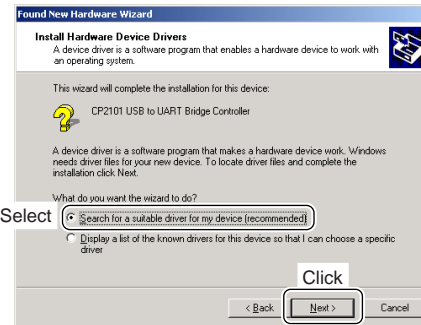 Found New Hardware Wizard
Install Hardware Device Drivers
A device driver is a software program that enables a hardware device to work with
an operating system.
This wizard will complete the installation for this device:
CP2101 USB to UART Bridge Controller
A device driver is a software program that makes a hardware device work. Windows
needs driver files for your new device. To locate driver files and complete the
installation click Next.
What do you want the wizard to do?
Select
Search for a suitable driver for my device (recommended)
Display a list of the known drivers for this device so that I can choose a specific
driver
Click
< Back
Next >
Cancel